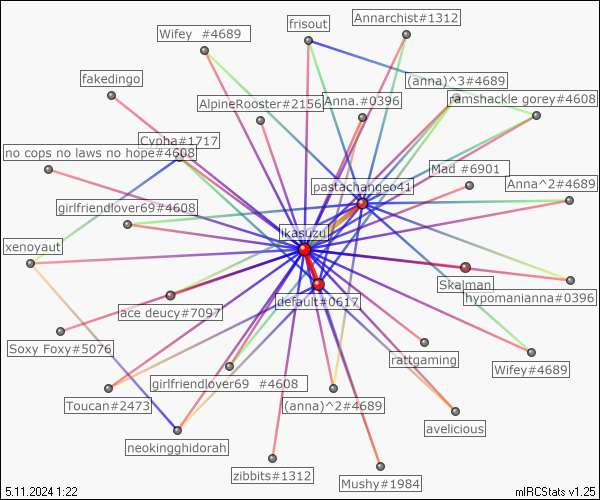 frisout
Annarchist#1312
Wifey  #4689
fakedingo
(anna)^3#4689
AlpineRooster#2156
Anna.#0396
ramshackle gorey#4608
Cypha#1717
no cops no laws no hope#4608
Mad #6901
pastachangeo41
Anna^2#4689
girlfriendlover69#4608
ikasuzu
xenoyaut
Skalman
hypomanianna#0396
default#0617
ace deucy#7097
Soxy Foxy#5076
rattgaming
Wifey#4689
girlfriendlover69  #4608
Toucan#2473
(anna)^2#4689
avelicious
neokingghidorah
zibbits#1312
Mushy#1984
5.11.2024 1:22
mIRCStats v1.25